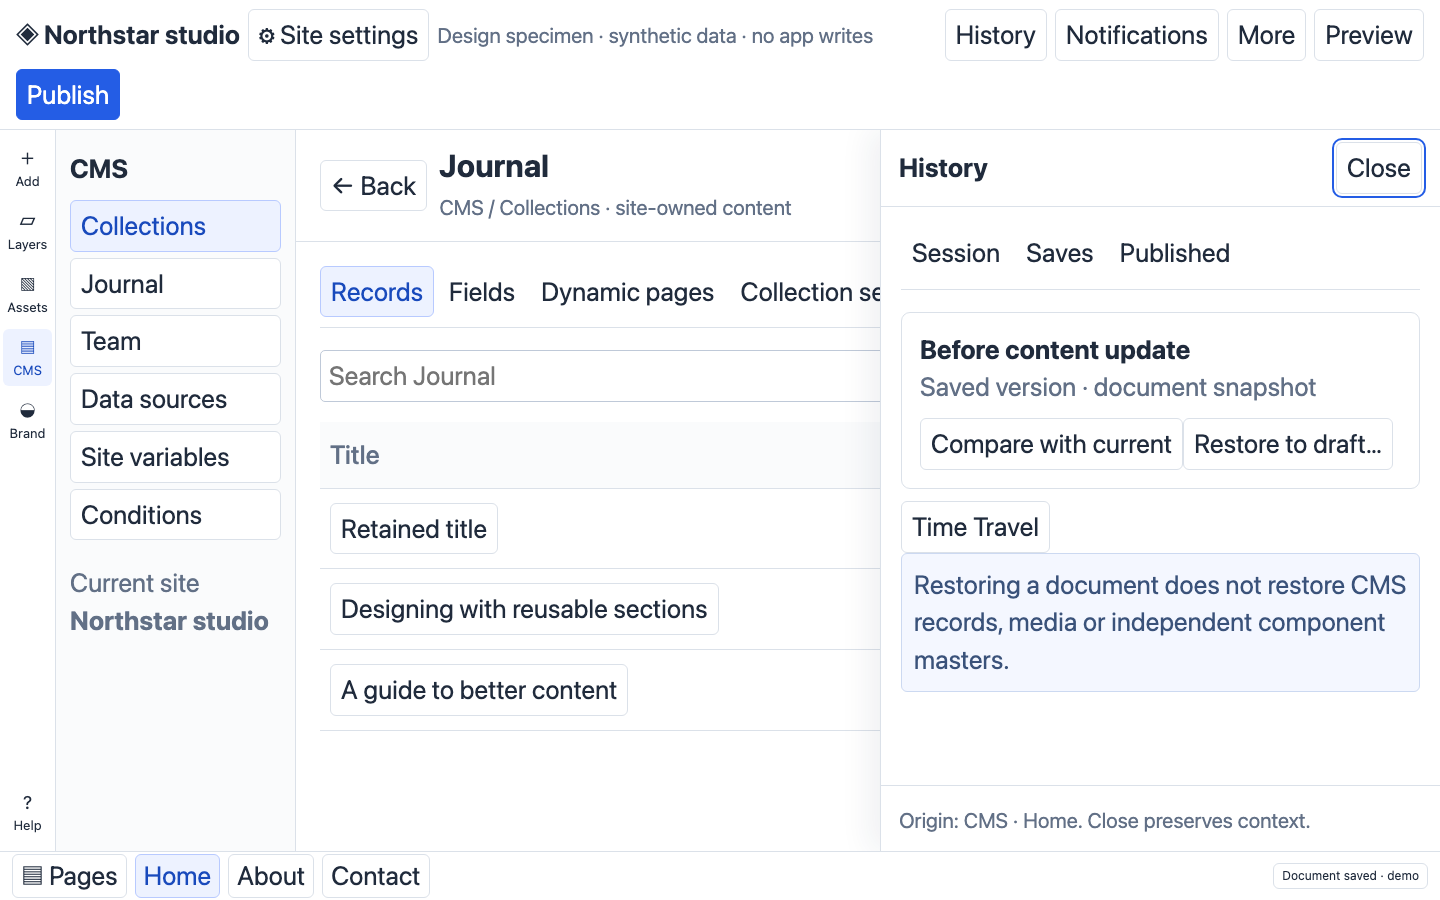 ◈ Northstar studio
⚙ Site settings
Design specimen · synthetic data · no app writes
History
Notifications
More
Preview
Publish
+
Add
Layers
Assets
CMS
Brand
?
Help
CMS
Collections
Journal
Team
Data sources
Site variables
Conditions
Current site
Northstar studio
← Back
Journal
CMS / Collections · site-owned content
Records
Fields
Dynamic pages
Collection se
Search Journal
Title
Retained title
Designing with reusable sections
A guide to better content
History
Close
Session
Saves
Published
Before content update
Saved version · document snapshot
Compare with current
Restore to draft…
Time Travel
Restoring a document does not restore CMS
records, media or independent component
masters.
Origin: CMS · Home. Close preserves context.
▤ Pages
Home
About
Contact
Document saved · demo